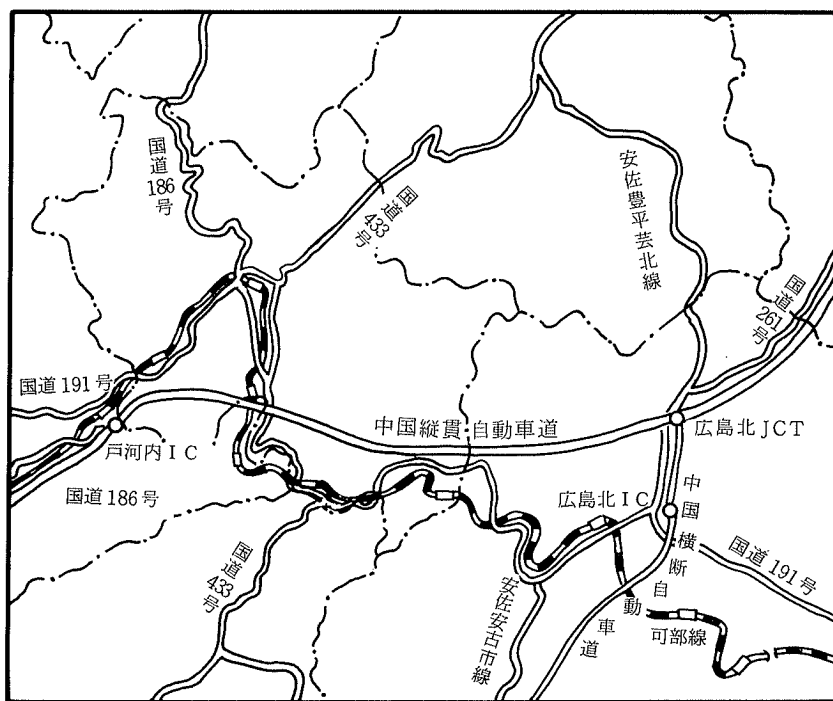 国道186号
国道433号
安佐豊平芸北線
国道261号
国道191号
中国縦貫自動車道
広島北JCT
戸河内IC
国道186号
広島北IC
中国横断自動車道
国道191号
国道433号
安佐安古市線
可部線